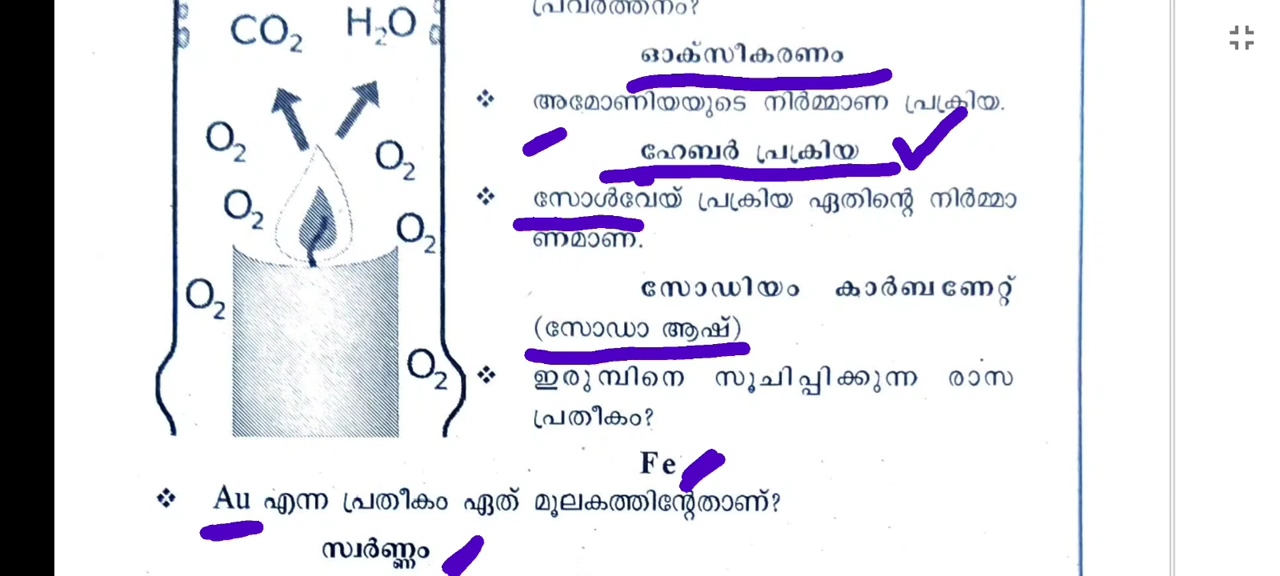 പ്രവർത്തനം?
CO2 H2O
ഓക്സീകരണം
അമോണിയയുടെ നിർമ്മാണ പ്രക്രിയ.
O2
O2
ഹേബർ പ്രക്രിയ
സോൾവേയ് പ്രക്രിയ ഏതിന്റെ നിർമ്മാ
O2
O2
ണമാണ.
സോഡിയം കാർബണേറ്റ്
O2
(സോഡാ ആഷ്)
O2
ഇരുമ്പിനെ സൂചിപ്പിക്കുന്ന രാസ
പ്രതീകം?
Fe
Au എന്ന പ്രതീകം ഏത് മൂലകത്തിന്റേതാണ്?
സ്വർണ്ണം